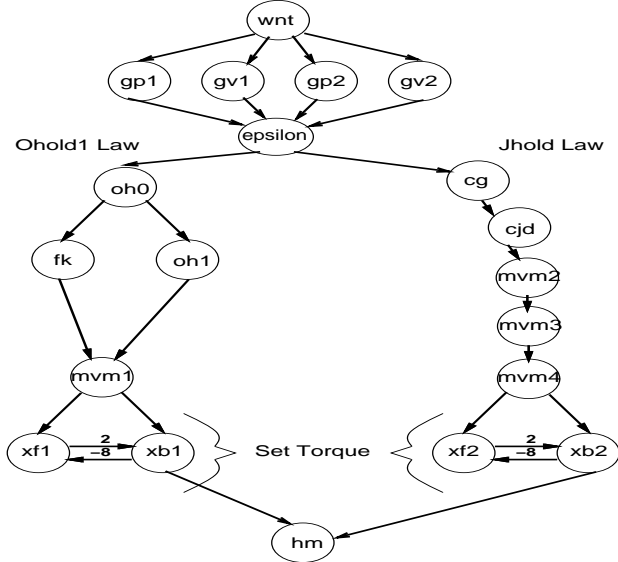 wnt
gp1 gv1 gp2 gv2
epsilon
Ohold1 Law Jhold Law
oh0 cg
cjd
fk oh1
mvm2
mvm3
mvm1 mvm4
xf1 2 -8 xb1 Set Torque xf2 2 -8 xb2
hm